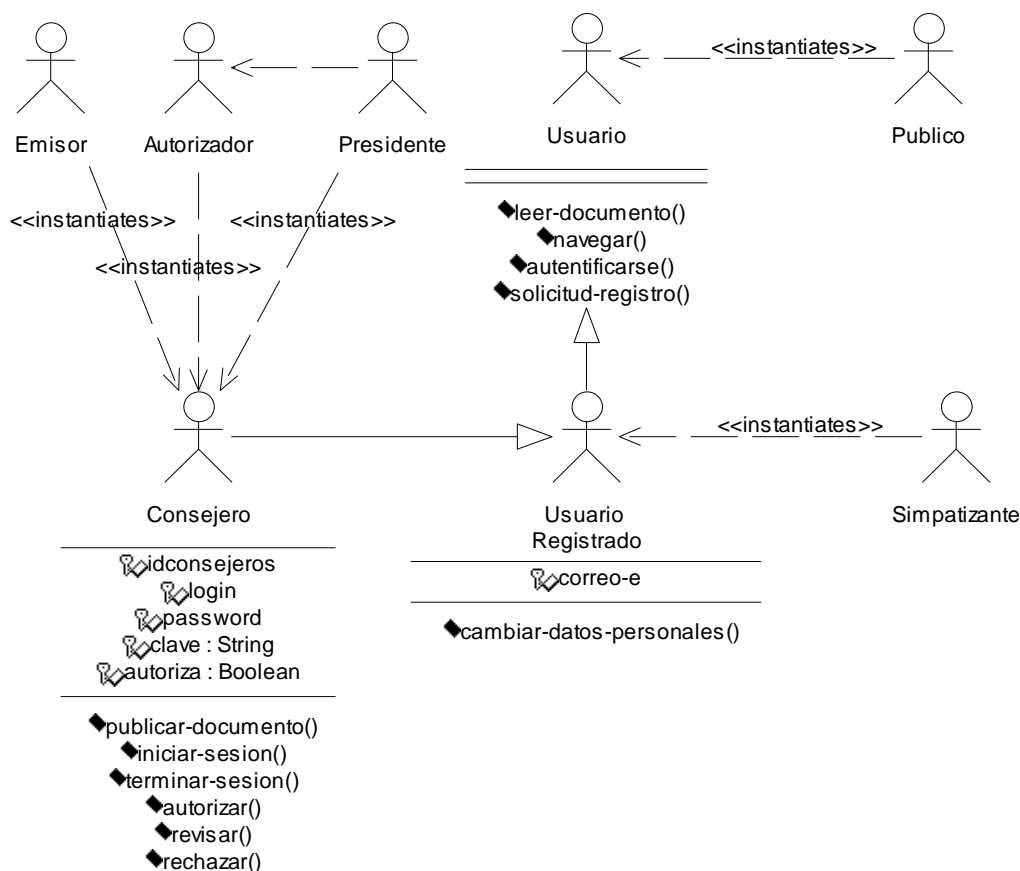 <<instantiates>>
Emisor
Autorizador
Presidente
Usuario
Publico
<<instantiates>>
<<instantiates>>
<<instantiates>>
leer-documento()
navegar()
autentificarse()
solicitud-registro()
<<instantiates>>
Consejero
Usuario
Registrado
Simpatizante
idconsejeros
login
password
clave : String
autoriza : Boolean
correo-e
cambiar-datos-personales()
publicar-documento()
iniciar-sesion()
terminar-sesion()
autorizar()
revisar()
rechazar()